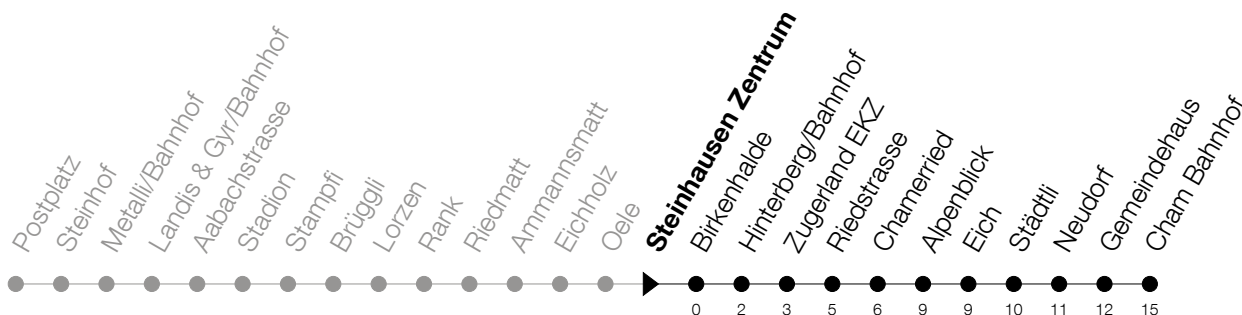 Postplatz
Steinhof
Metalli/Bahnhof
Landis & Gyr/Bahnhof
Aabachstrasse
Stadion
Stampfi
Brüggli
Lorzen
Rank
Riedmatt
Ammannsmatt
Eichholz
Oele
Steinhausen Zentrum
Birkenhalde
Hinterberg/Bahnhof
Zugerland EKZ
Riedstrasse
Chamerried
Alpenblick
Eich
Städtli
Neudorf
Gemeindehaus
Cham Bahnhof
0 2 3 5 6 9 9 10 11 12 15